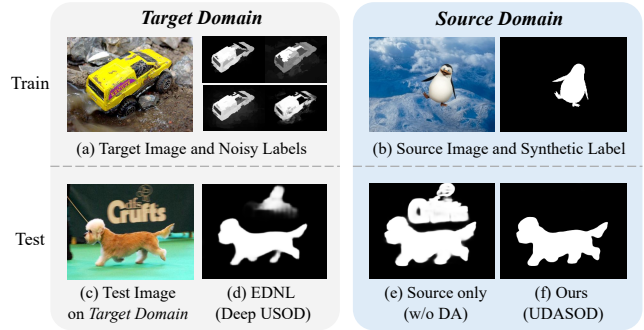 Target Domain
Source Domain
Train
(a) Target Image and Noisy Labels
(b) Source Image and Synthetic Label
Test
dfs
Crufts
(c) Test Image
on Target Domain
(d) EDNL
(Deep USOD)
(e) Source only
(w/o DA)
(f) Ours
(UDASOD)